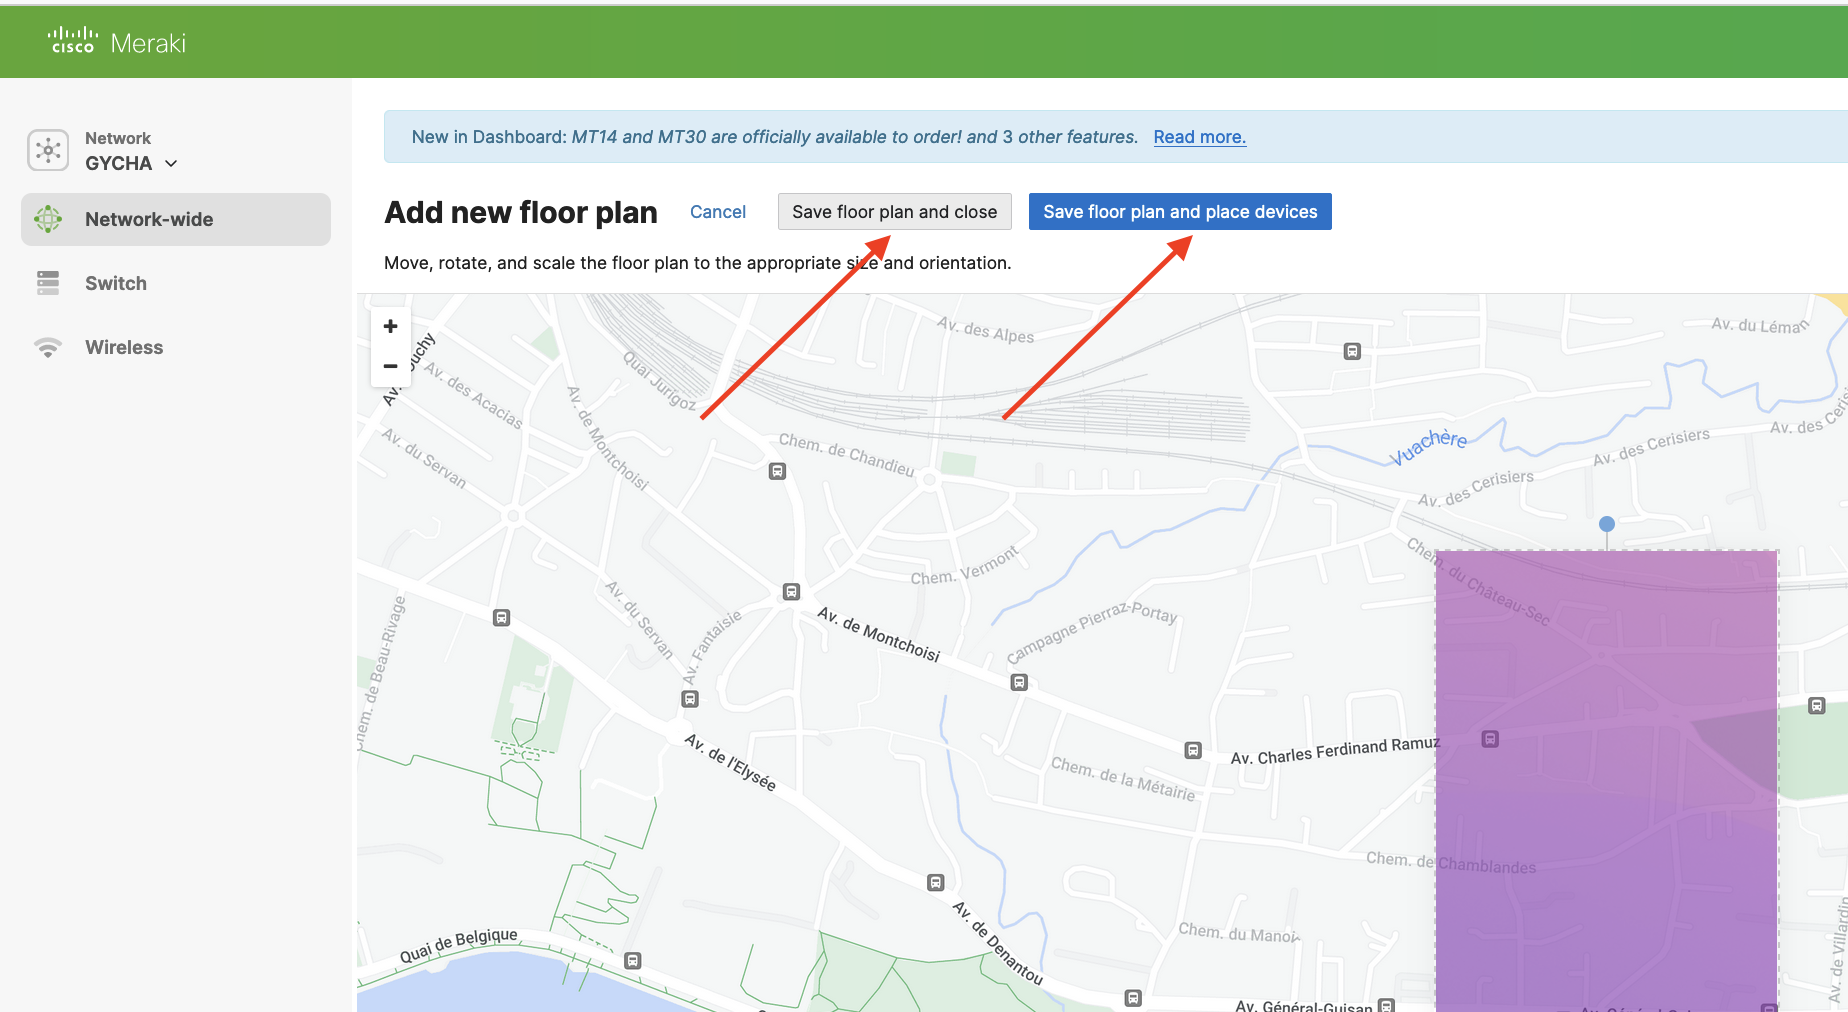 CISCO Meraki
Network
GYCHA
Network-wide
Switch
Wireless
New in Dashboard: MT14 and MT30 are officially available to order! and 3 other features. Read more.
Add new floor plan
Cancel
Save floor plan and close
Save floor plan and place devices
Move, rotate, and scale the floor plan to the appropriate size and orientation.
+
−
Av. des Alpes
Av. du Léman
Quai Jurigoz
Av. des Acacias
Av. de Montchoisi
Av. du Servan
Chem. de Chandieu
Vuachère
Av. des Cerisiers
Av. des Cerisiers
Chem. Vermont
Chem. du Château-Sec
Av. du Servan
Av. Fantaisie
Chem. de Beau-Rivage
Av. de Montchoisi
Campagne Pierraz-Portay
Av. de l'Elysée
Av. Charles Ferdinand Ramuz
Chem. de la Métairie
Chem. de Chamblandes
Av. de Denantou
Chem. du Manoir
Quai de Belgique
Av. Général-Guisan
Av. de Villardin